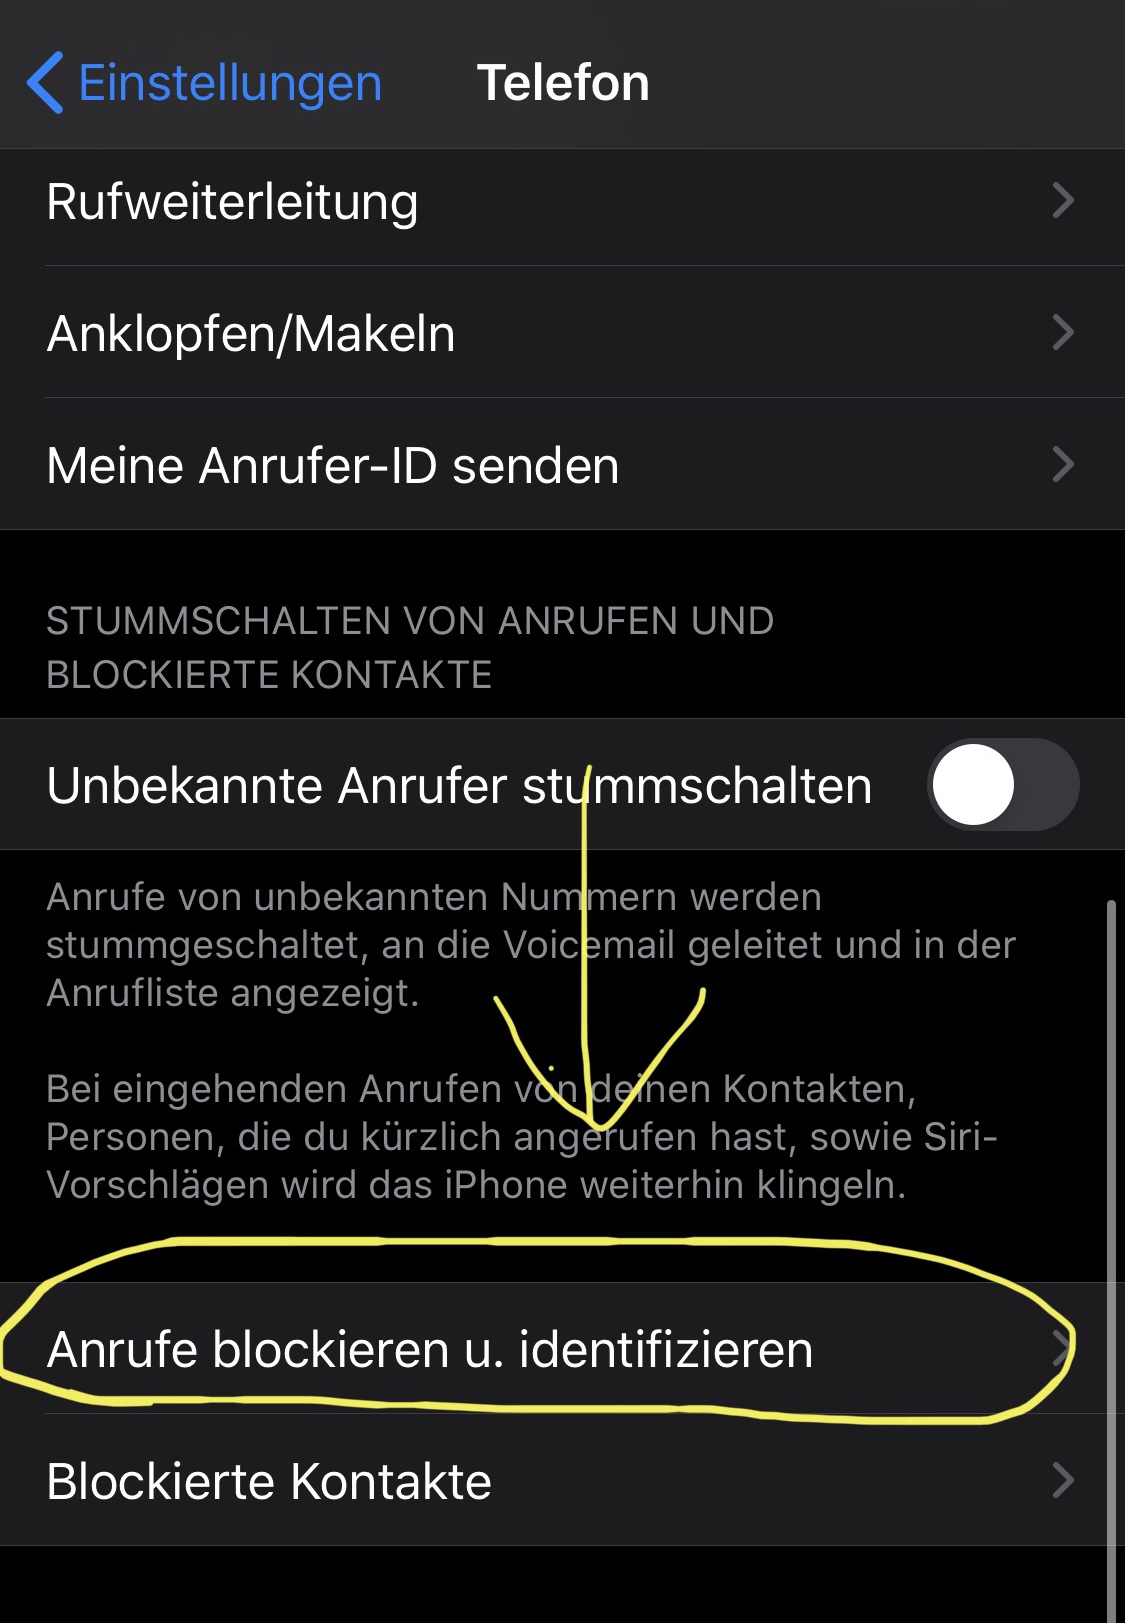 Einstellungen Telefon
Rufweiterleitung
Anklopfen/Makeln
Meine Anrufer-ID senden
STUMMSCHALTEN VON ANRUFEN UND
BLOCKIERTE KONTAKTE
Unbekannte Anrufer stummschalten
Anrufe von unbekannten Nummern werden
stummgeschaltet, an die Voicemail geleitet und in der
Anrufliste angezeigt.
Bei eingehenden Anrufen von deinen Kontakten,
Personen, die du kürzlich angerufen hast, sowie Siri-
Vorschlägen wird das iPhone weiterhin klingeln.
Anrufe blockieren u. identifizieren
Blockierte Kontakte